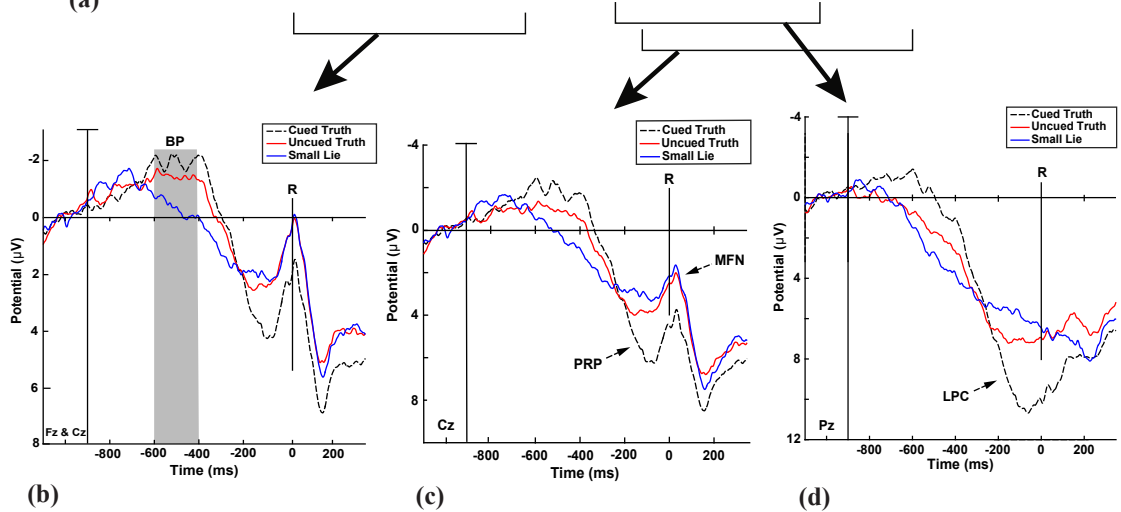 (a)
Cued Truth
Uncued Truth
Small Lie
BP
R
-2
0
2
4
6
8
Potential (µV)
Fz & Cz
-800 -600 -400 -200 0 200
Time (ms)
(b)
Cued Truth
Uncued Truth
Small Lie
R
-4
0
4
8
Potential (µV)
MFN
PRP
Cz
-800 -600 -400 -200 0 200
Time (ms)
(c)
Cued Truth
Uncued Truth
Small Lie
R
-4
0
4
8
12
Potential (µV)
LPC
Pz
-800 -600 -400 -200 0 200
Time (ms)
(d)